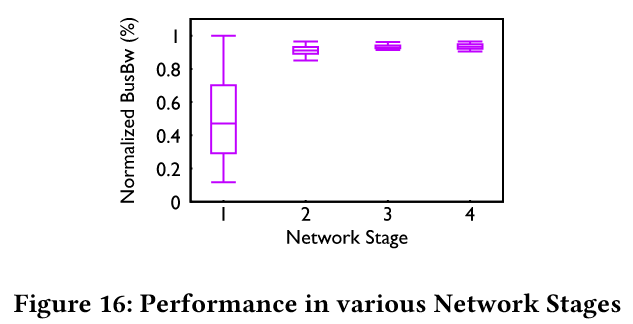 Normalized BusBw (%)
1
0.8
0.6
0.4
0.2
0
1 2 3 4
Network Stage
Figure 16: Performance in various Network Stages